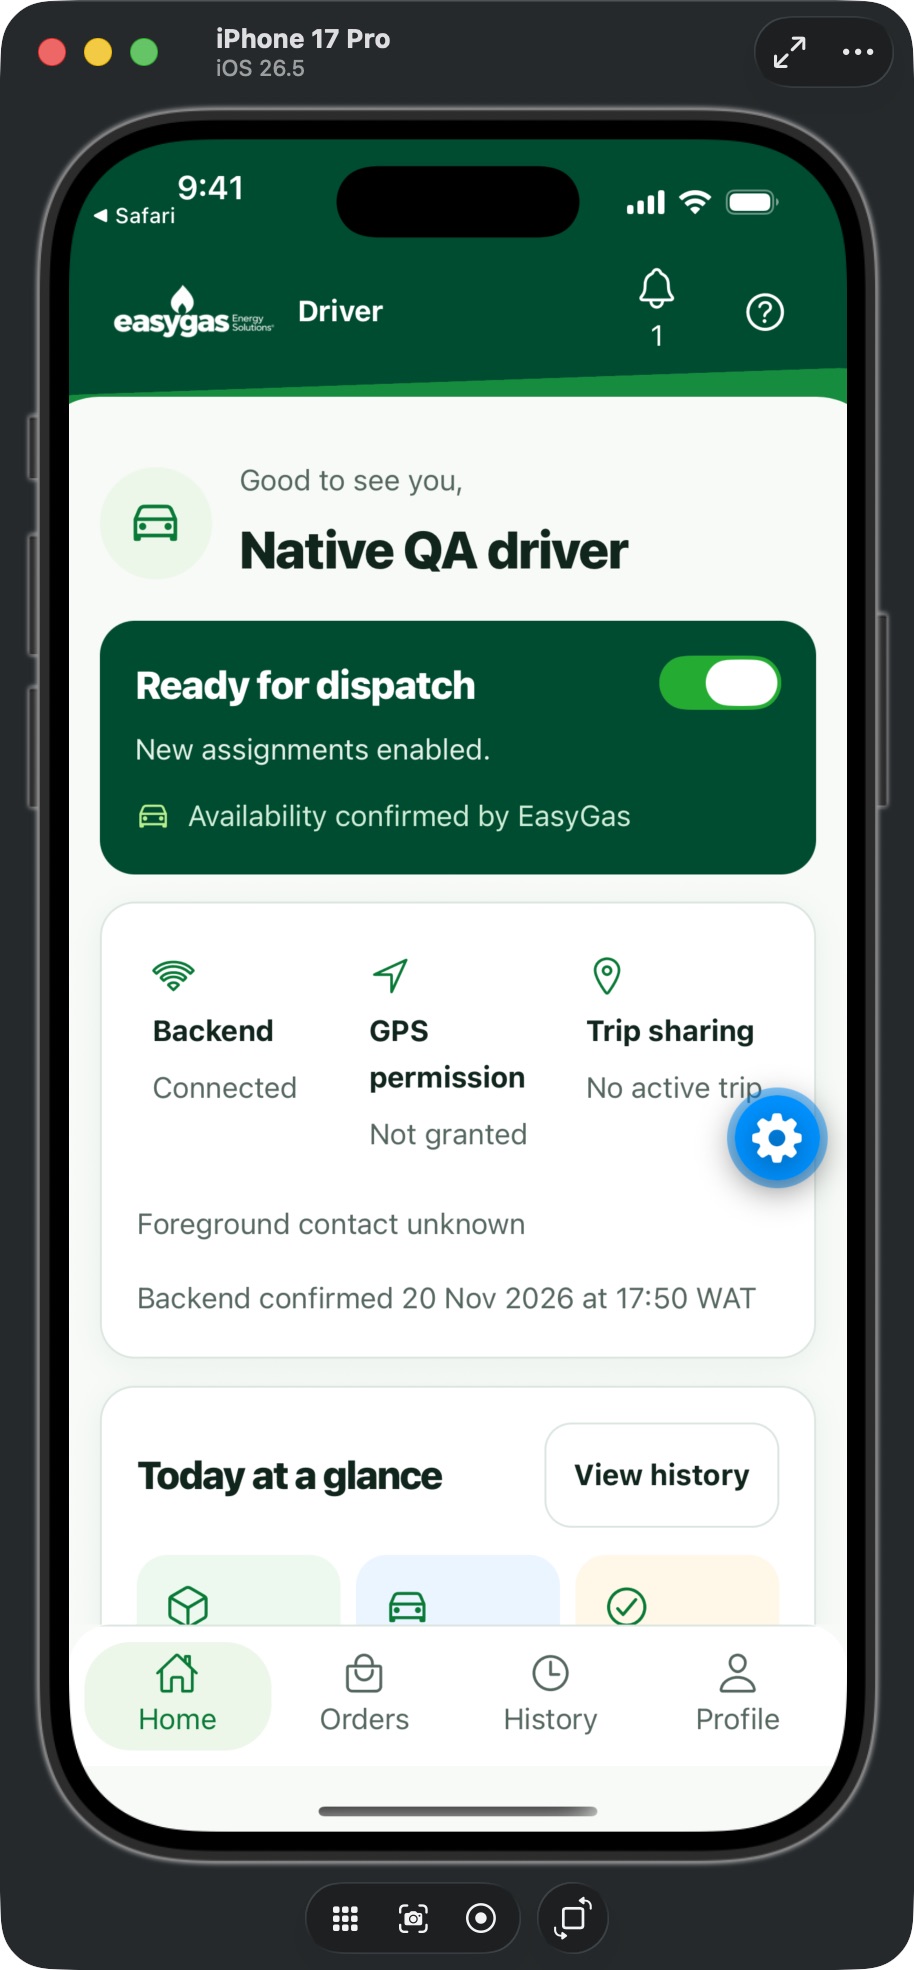 iPhone 17 Pro
iOS 26.5
9:41
Safari
easygas Energy Solutions
Driver
1
Good to see you,
Native QA driver
Ready for dispatch
New assignments enabled.
Availability confirmed by EasyGas
Backend
Connected
GPS
permission
Not granted
Trip sharing
No active trip
Foreground contact unknown
Backend confirmed 20 Nov 2026 at 17:50 WAT
Today at a glance
View history
Home
Orders
History
Profile